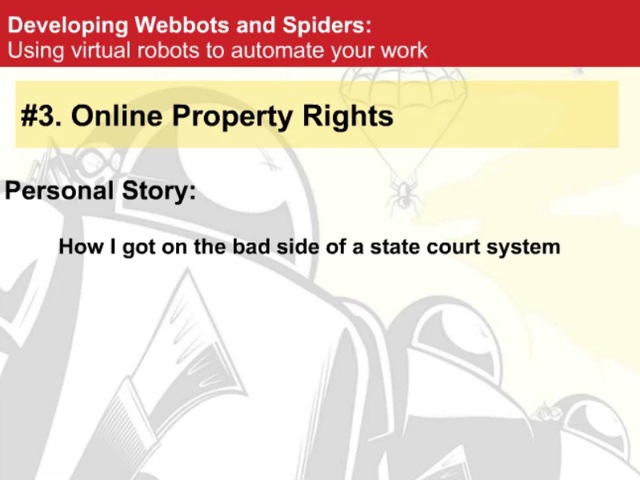 Developing Webbots and Spiders:
Using virtual robots to automate your work
#3. Online Property Rights
Personal Story:
How I got on the bad side of a state court system